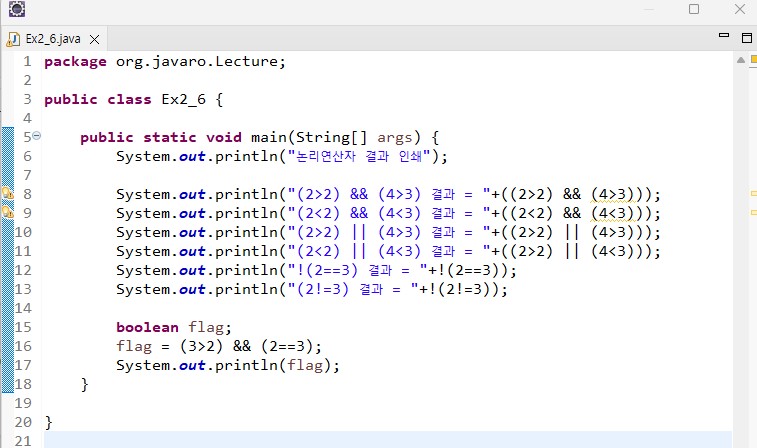 Ex2_6.java
1 package org.javaro.Lecture;
2
3 public class Ex2_6 {
4
5     public static void main(String[] args) {
6         System.out.println("논리연산자 결과 인쇄");
7
8         System.out.println("(2>2) && (4>3) 결과 = "+((2>2) && (4>3)));
9         System.out.println("(2<2) && (4<3) 결과 = "+((2<2) && (4<3)));
10         System.out.println("(2>2) || (4>3) 결과 = "+((2>2) || (4>3)));
11         System.out.println("(2<2) || (4<3) 결과 = "+((2>2) || (4<3)));
12         System.out.println("!(2==3) 결과 = "+!(2==3));
13         System.out.println("(2!=3) 결과 = "+!(2!=3));
14
15         boolean flag;
16         flag = (3>2) && (2==3);
17         System.out.println(flag);
18     }
19
20 }
21